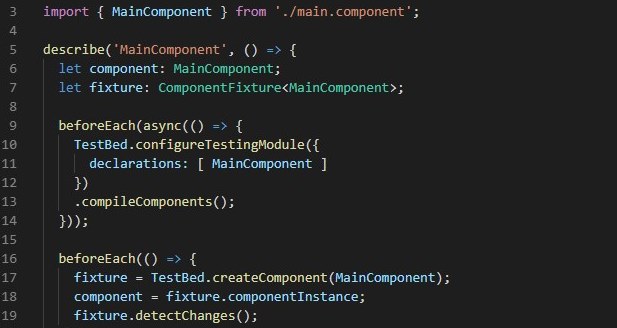 3 import { MainComponent } from './main.component';
4
5 describe('MainComponent', () => {
6 let component: MainComponent;
7 let fixture: ComponentFixture<MainComponent>;
8
9 beforeEach(async(() => {
10 TestBed.configureTestingModule({
11 declarations: [ MainComponent ]
12 })
13 .compileComponents();
14 }));
15
16 beforeEach(() => {
17 fixture = TestBed.createComponent(MainComponent);
18 component = fixture.componentInstance;
19 fixture.detectChanges();